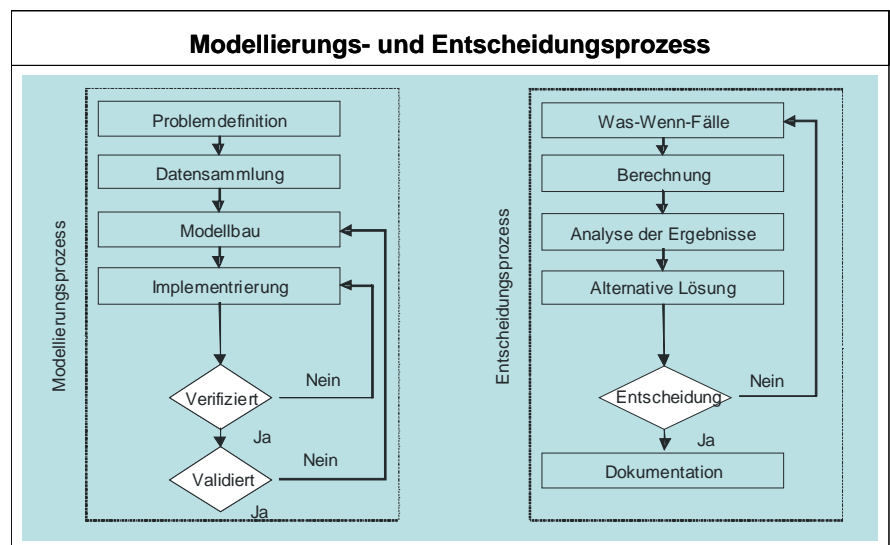 Modellierungs- und Entscheidungsprozess
Modellierungsprozess
Problemdefinition
Datensammlung
Modellbau
Implementrierung
Verifiziert
Nein
Ja
Validiert
Nein
Ja
Entscheidungsprozess
Was-Wenn-Fälle
Berechnung
Analyse der Ergebnisse
Alternative Lösung
Entscheidung
Nein
Ja
Dokumentation